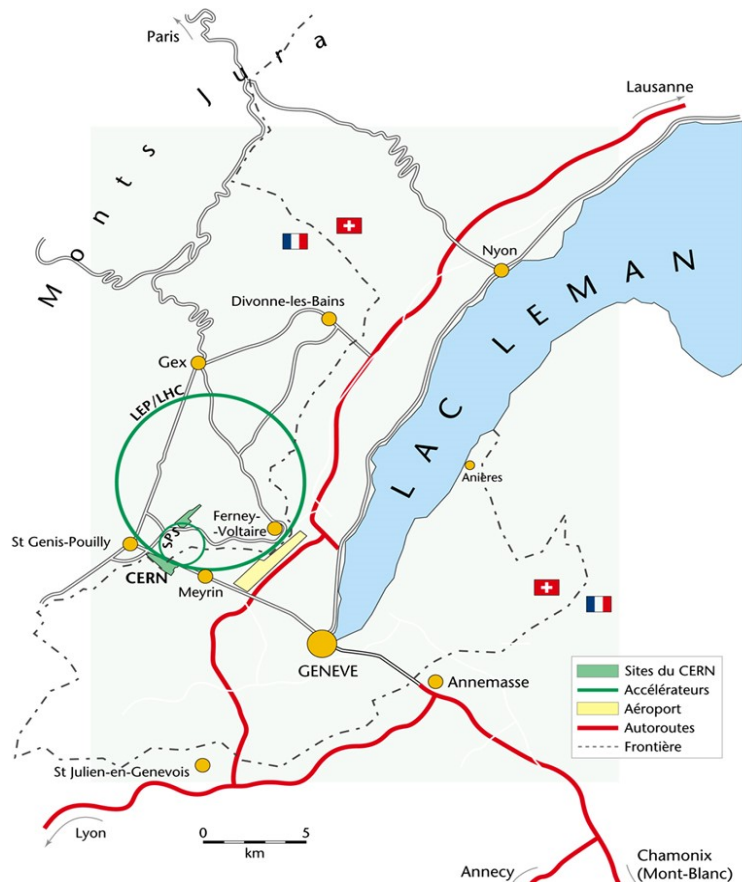 Paris
Monts Jura
Lausanne
Nyon
LAC LEMAN
Divonne-les-Bains
Gex
LEP/LHC
Anières
Ferney-
-Voltaire
SPS
St Genis-Pouilly
CERN
Meyrin
GENEVE
Annemasse
Sites du CERN
Accélérateurs
Aéroport
Autoroutes
Frontière
St Julien-en-Genevois
Lyon
0 5
km
Annecy
Chamonix
(Mont-Blanc)